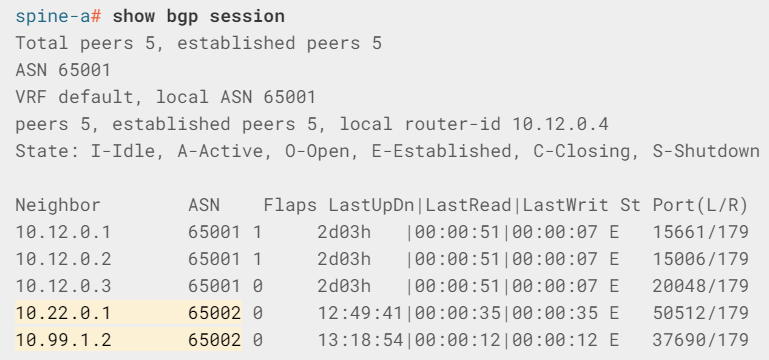 spine-a# show bgp session
Total peers 5, established peers 5
ASN 65001
VRF default, local ASN 65001
peers 5, established peers 5, local router-id 10.12.0.4
State: I-Idle, A-Active, O-Open, E-Established, C-Closing, S-Shutdown

Neighbor        ASN    Flaps LastUpDn|LastRead|LastWrit St Port(L/R)
10.12.0.1       65001 1     2d03h   |00:00:51|00:00:07 E   15661/179
10.12.0.2       65001 1     2d03h   |00:00:51|00:00:07 E   15006/179
10.12.0.3       65001 0     2d03h   |00:00:51|00:00:07 E   20048/179
10.22.0.1       65002 0     12:49:41|00:00:35|00:00:35 E   50512/179
10.99.1.2       65002 0     13:18:54|00:00:12|00:00:12 E   37690/179